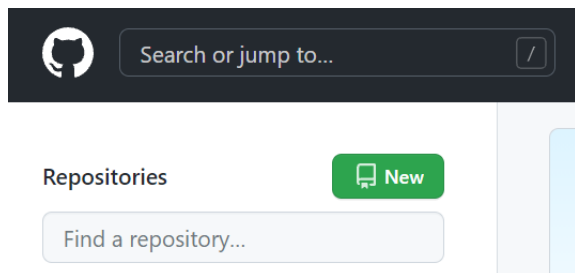 Search or jump to...
/
Repositories
New
Find a repository...